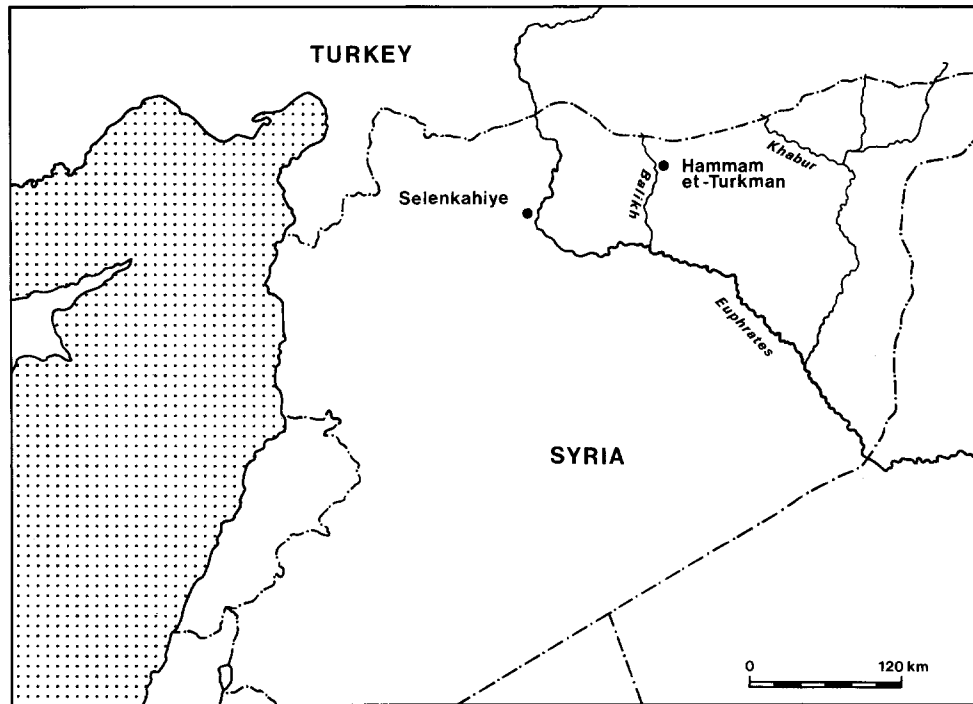 TURKEY
Selenkahiye
Balikh
Hammam
et-Turkman
Khabur
Euphrates
SYRIA
0 120 km